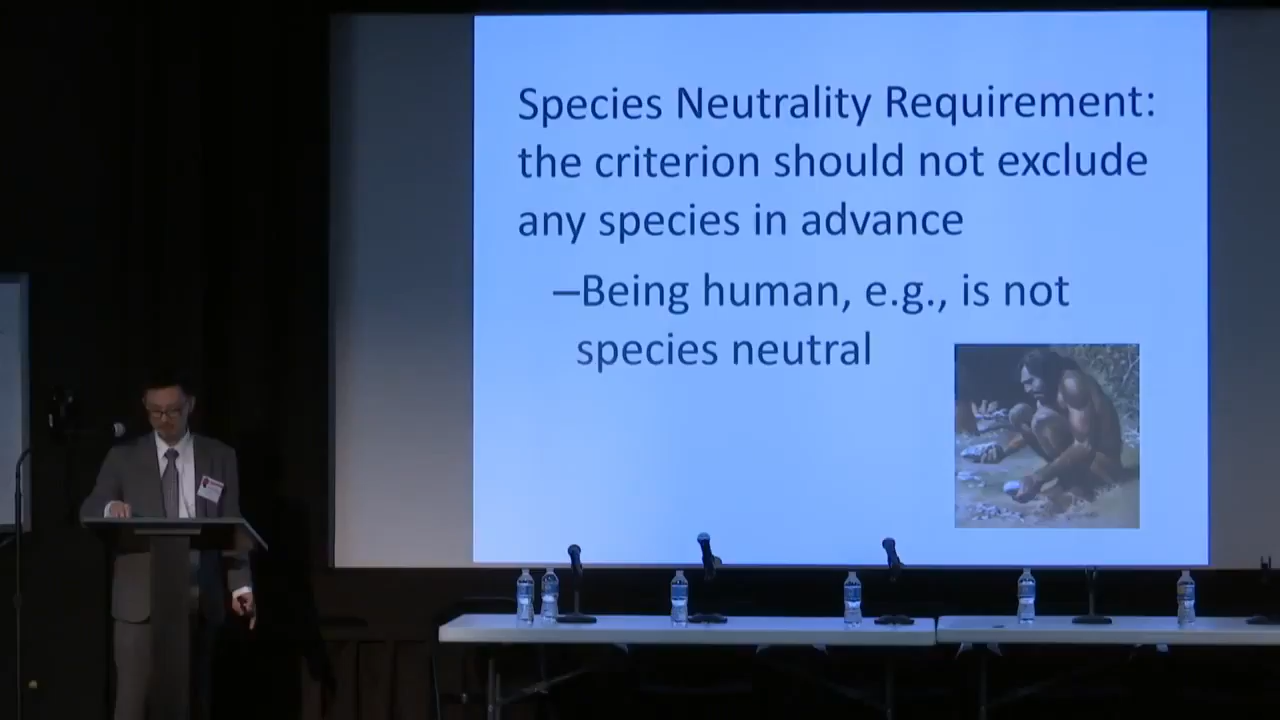 Species Neutrality Requirement:
the criterion should not exclude
any species in advance
–Being human, e.g., is not
species neutral